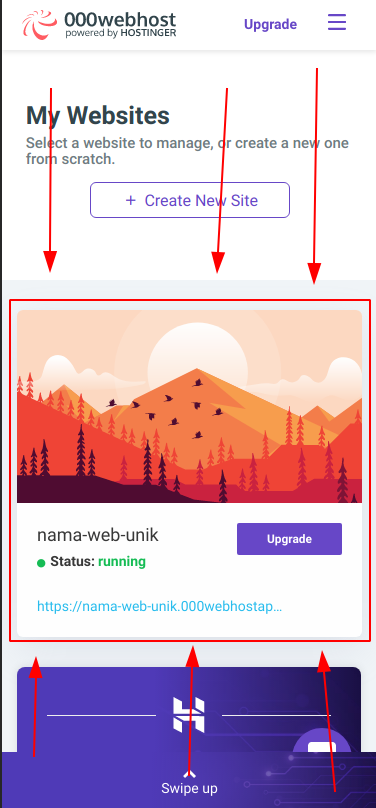 000webhost
powered by HOSTINGER
Upgrade
My Websites
Select a website to manage, or create a new one
from scratch.
+ Create New Site
nama-web-unik
Upgrade
Status: running
https://nama-web-unik.000webhostap...
Swipe up